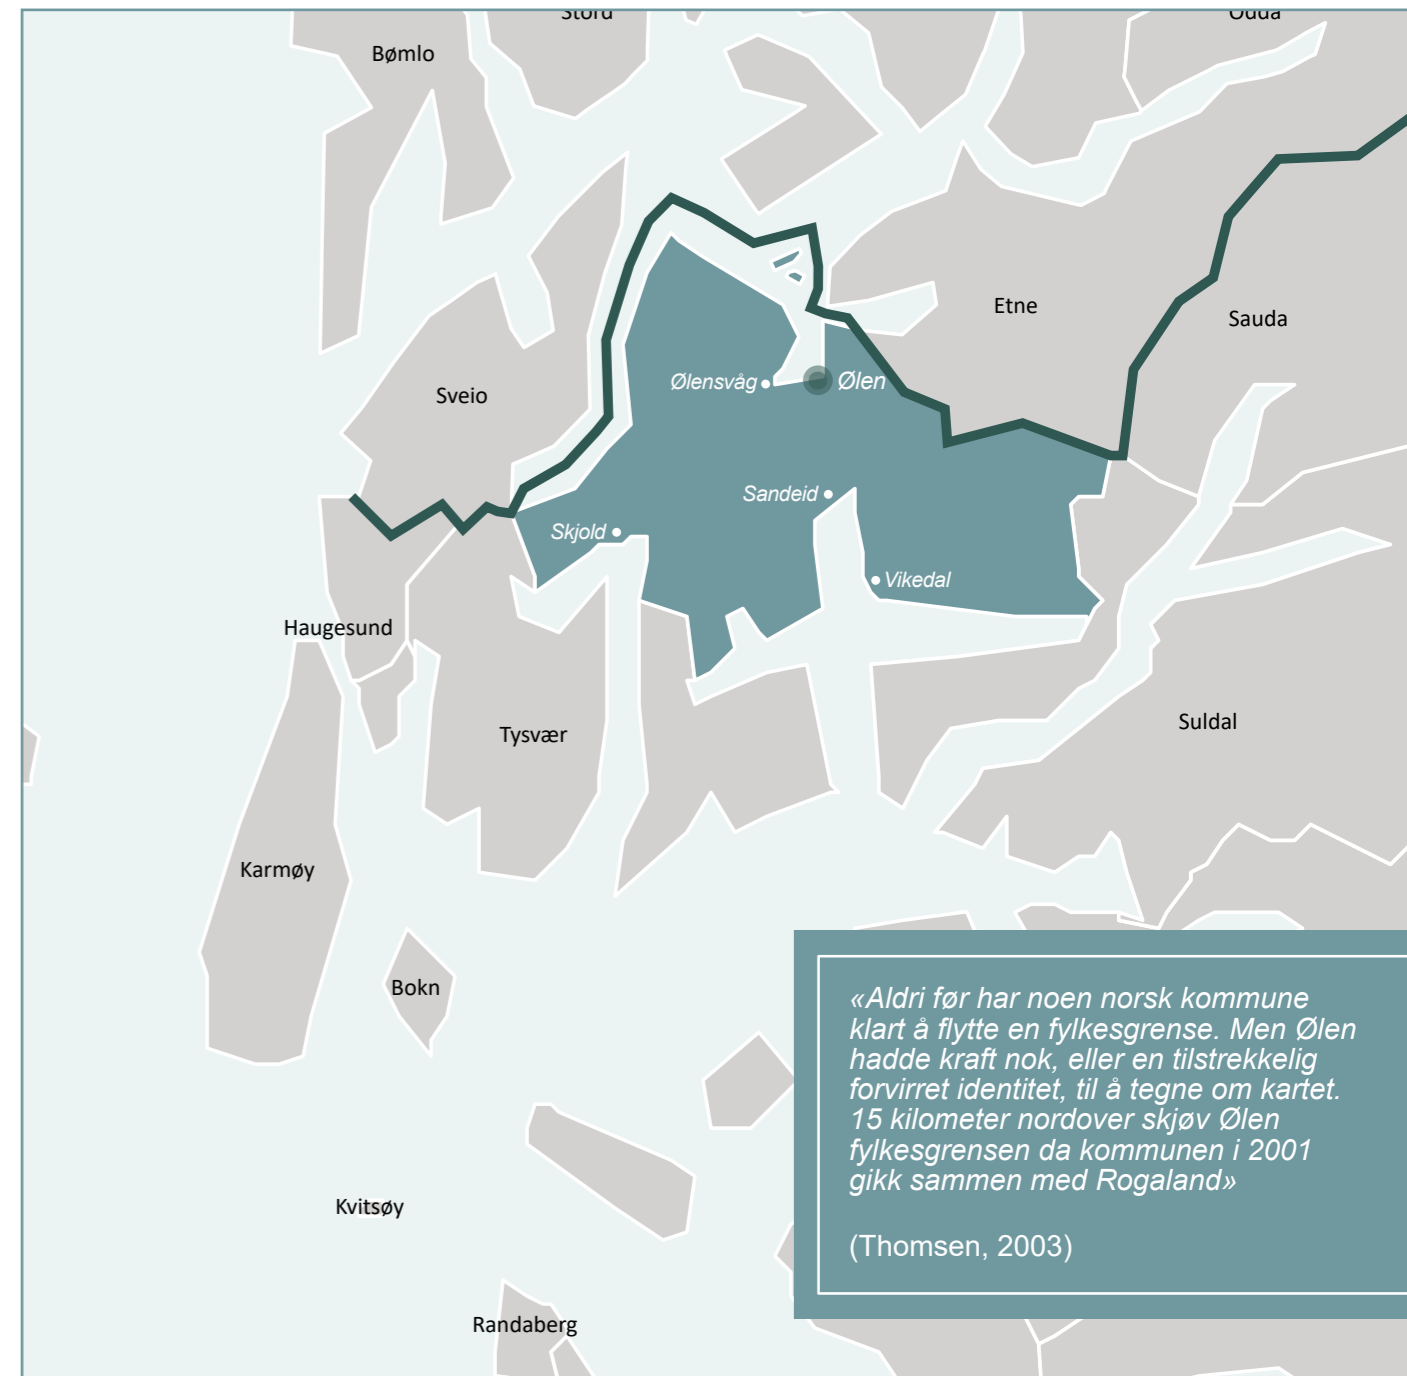 Stord
Odda
Bømlo
Etne
Sauda
Ølensvåg
Ølen
Sveio
Sandeid
Skjold
Vikedal
Haugesund
Suldal
Tysvær
Karmøy
Bokn
«Aldri før har noen norsk kommune
klart å flytte en fylkesgrense. Men Ølen
hadde kraft nok, eller en tilstrekkelig
forvirret identitet, til å tegne om kartet.
15 kilometer nordover skjøv Ølen
fylkesgrensen da kommunen i 2001
gikk sammen med Rogaland»
(Thomsen, 2003)
Kvitsøy
Randaberg